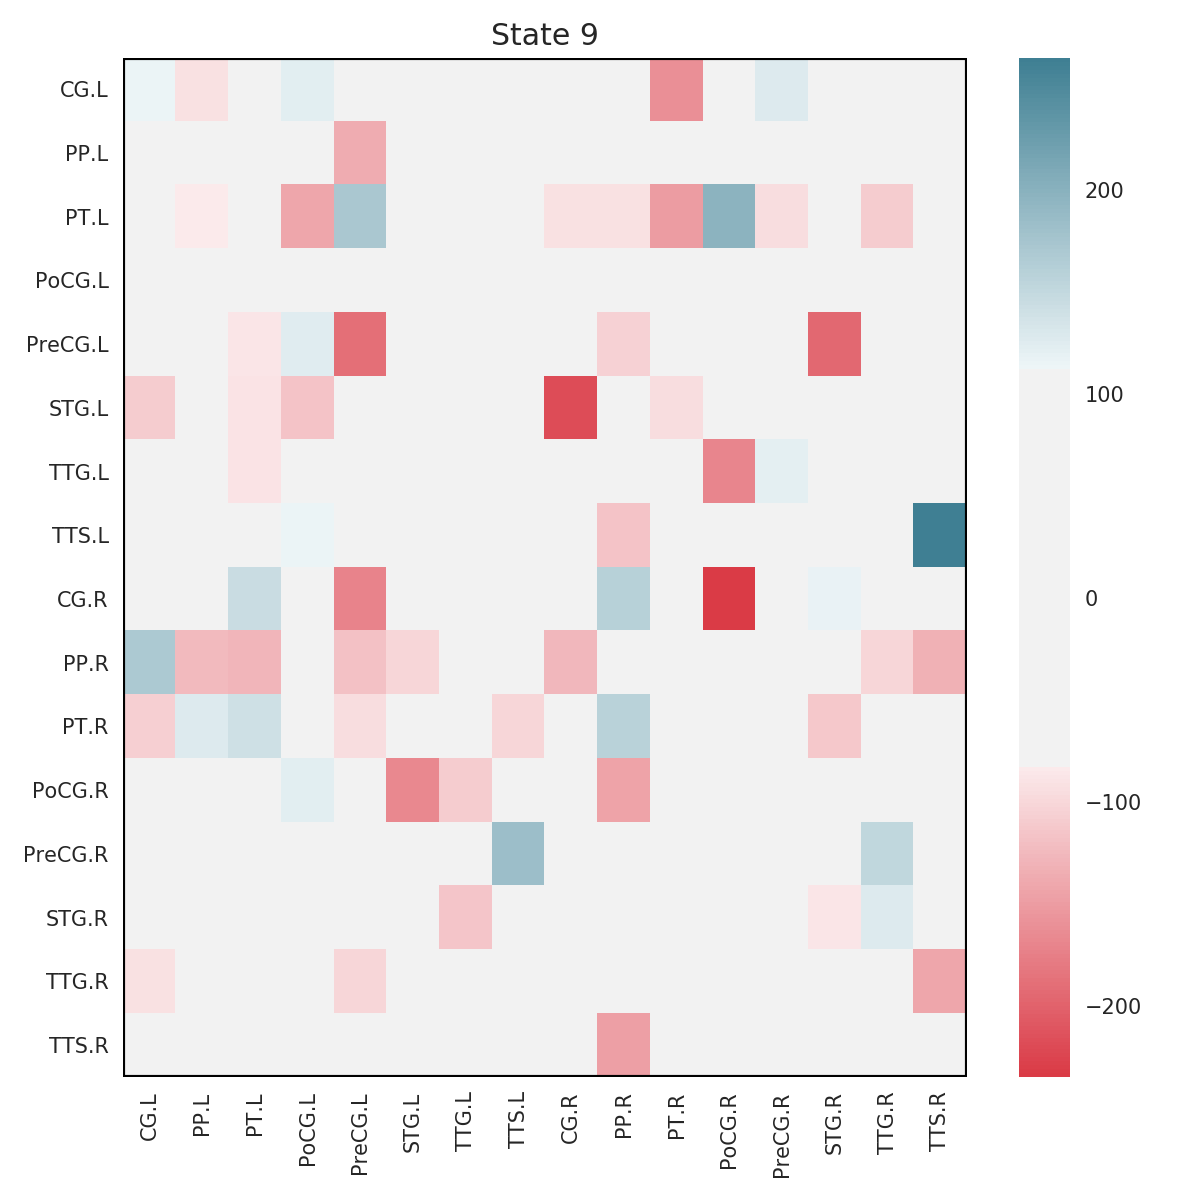 State 9
CG.L
PP.L
PT.L
PoCG.L
PreCG.L
STG.L
TTG.L
TTS.L
CG.R
PP.R
PT.R
PoCG.R
PreCG.R
STG.R
TTG.R
TTS.R
CG.L
PP.L
PT.L
PoCG.L
PreCG.L
STG.L
TTG.L
TTS.L
CG.R
PP.R
PT.R
PoCG.R
PreCG.R
STG.R
TTG.R
TTS.R
200
100
0
−100
−200